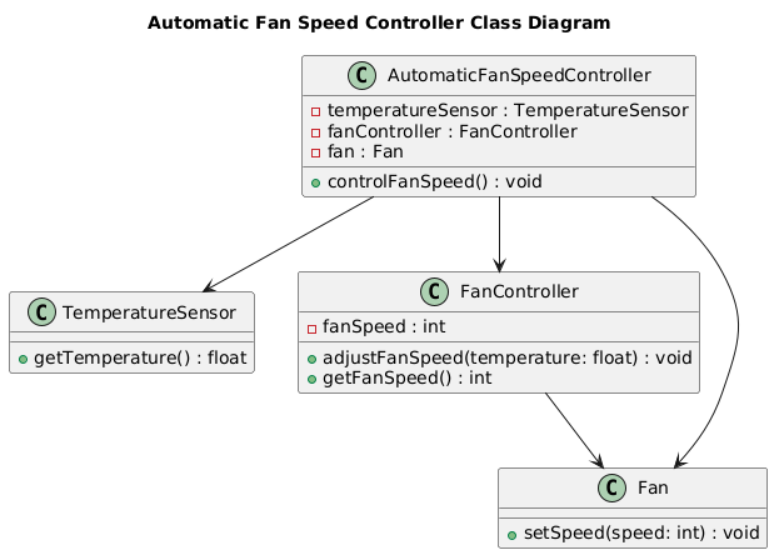 Automatic Fan Speed Controller Class Diagram
C AutomaticFanSpeedController
temperatureSensor : TemperatureSensor
fanController : FanController
fan : Fan
controlFanSpeed() : void
C TemperatureSensor
getTemperature() : float
C FanController
fanSpeed : int
adjustFanSpeed(temperature: float) : void
getFanSpeed() : int
C Fan
setSpeed(speed: int) : void